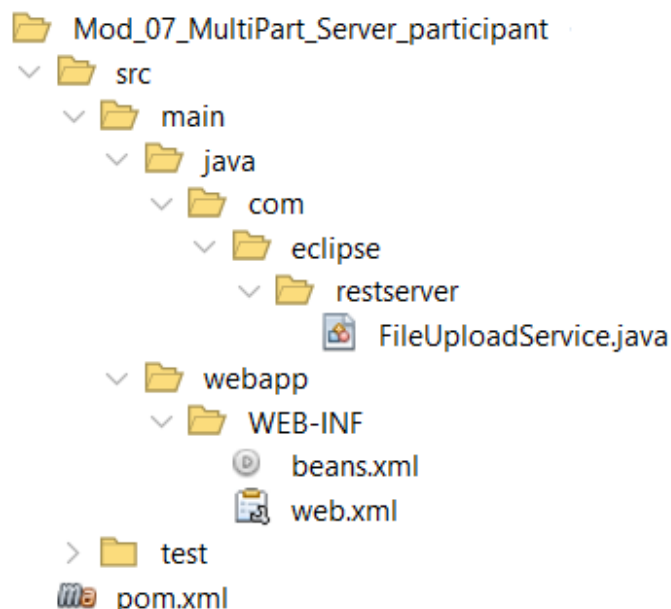 Mod_07_MultiPart_Server_participant
src
main
java
com
eclipse
restserver
FileUploadService.java
webapp
WEB-INF
beans.xml
web.xml
test
pom.xml